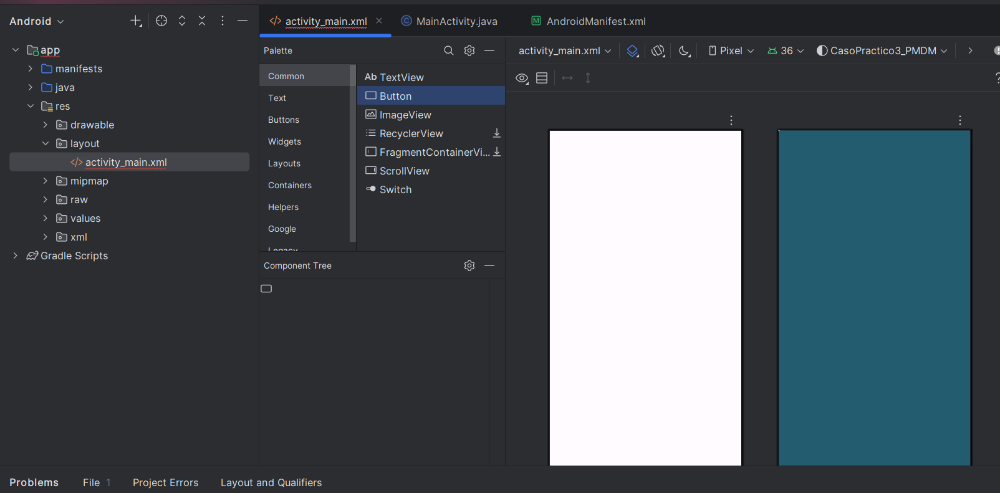 Android
app
manifests
java
res
drawable
layout
activity_main.xml
mipmap
raw
values
xml
Gradle Scripts
activity_main.xml
MainActivity.java
AndroidManifest.xml
Palette
Common
Text
Buttons
Widgets
Layouts
Containers
Helpers
Google
Legacy
Ab TextView
Button
ImageView
RecyclerView
FragmentContainerVi...
ScrollView
Switch
Component Tree
activity_main.xml
Pixel
36
CasoPractico3_PMDM
?
Problems
File 1
Project Errors
Layout and Qualifiers